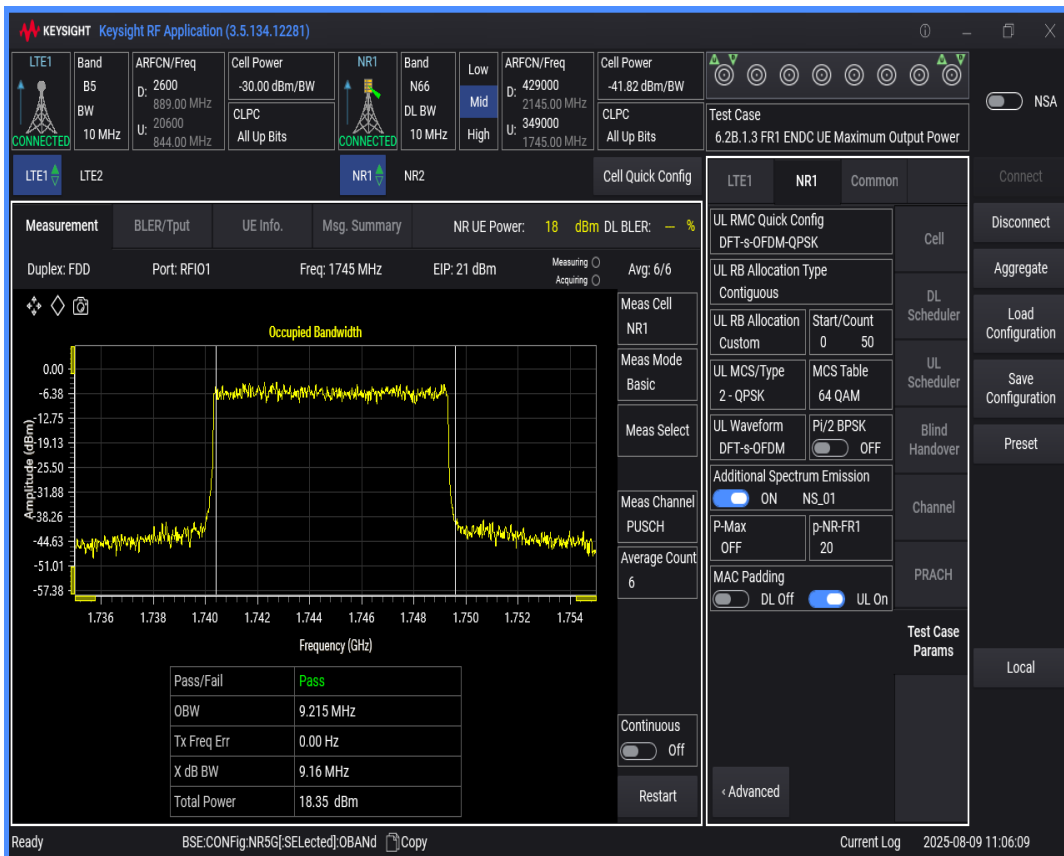 KEYSIGHT Keysight RF Application (3.5.134.12281)
LTE1
CONNECTED
Band
B5
BW
10 MHz
ARFCN/Freq
D: 2600
889.00 MHz
U: 20600
844.00 MHz
Cell Power
-30.00 dBm/BW
CLPC
All Up Bits
NR1
CONNECTED
Band
N66
DL BW
10 MHz
Low
Mid
High
ARFCN/Freq
D: 429000
2145.00 MHz
U: 349000
1745.00 MHz
Cell Power
-41.82 dBm/BW
CLPC
All Up Bits
Test Case
6.2B.1.3 FR1 ENDC UE Maximum Output Power
NSA
LTE1 LTE2 NR1 NR2 Cell Quick Config
Measurement BLER/Tput UE Info. Msg. Summary NR UE Power: 18 dBm DL BLER: -- %
Duplex: FDD Port: RFIO1 Freq: 1745 MHz EIP: 21 dBm Measuring
Acquiring
Avg: 6/6
Occupied Bandwidth
Amplitude (dBm)
0.00
-6.38
-12.75
-19.13
-25.50
-31.88
-38.26
-44.63
-51.01
-57.38
1.736 1.738 1.740 1.742 1.744 1.746 1.748 1.750 1.752 1.754
Frequency (GHz)
Pass/Fail Pass
OBW 9.215 MHz
Tx Freq Err 0.00 Hz
X dB BW 9.16 MHz
Total Power 18.35 dBm
Meas Cell
NR1
Meas Mode
Basic
Meas Select
Meas Channel
PUSCH
Average Count
6
Continuous
Off
Restart
LTE1 NR1 Common
UL RMC Quick Config
DFT-s-OFDM-QPSK
UL RB Allocation Type
Contiguous
UL RB Allocation
Custom
Start/Count
0 50
UL MCS/Type
2 - QPSK
MCS Table
64 QAM
UL Waveform
DFT-s-OFDM
Pi/2 BPSK
OFF
Additional Spectrum Emission
ON NS_01
P-Max
OFF
p-NR-FR1
20
MAC Padding
DL Off UL On
‹ Advanced
Cell
DL
Scheduler
UL
Scheduler
Blind
Handover
Channel
PRACH
Test Case
Params
Connect
Disconnect
Aggregate
Load
Configuration
Save
Configuration
Preset
Local
Ready BSE:CONFig:NR5G[:SELected]:OBANd Copy Current Log 2025-08-09 11:06:09